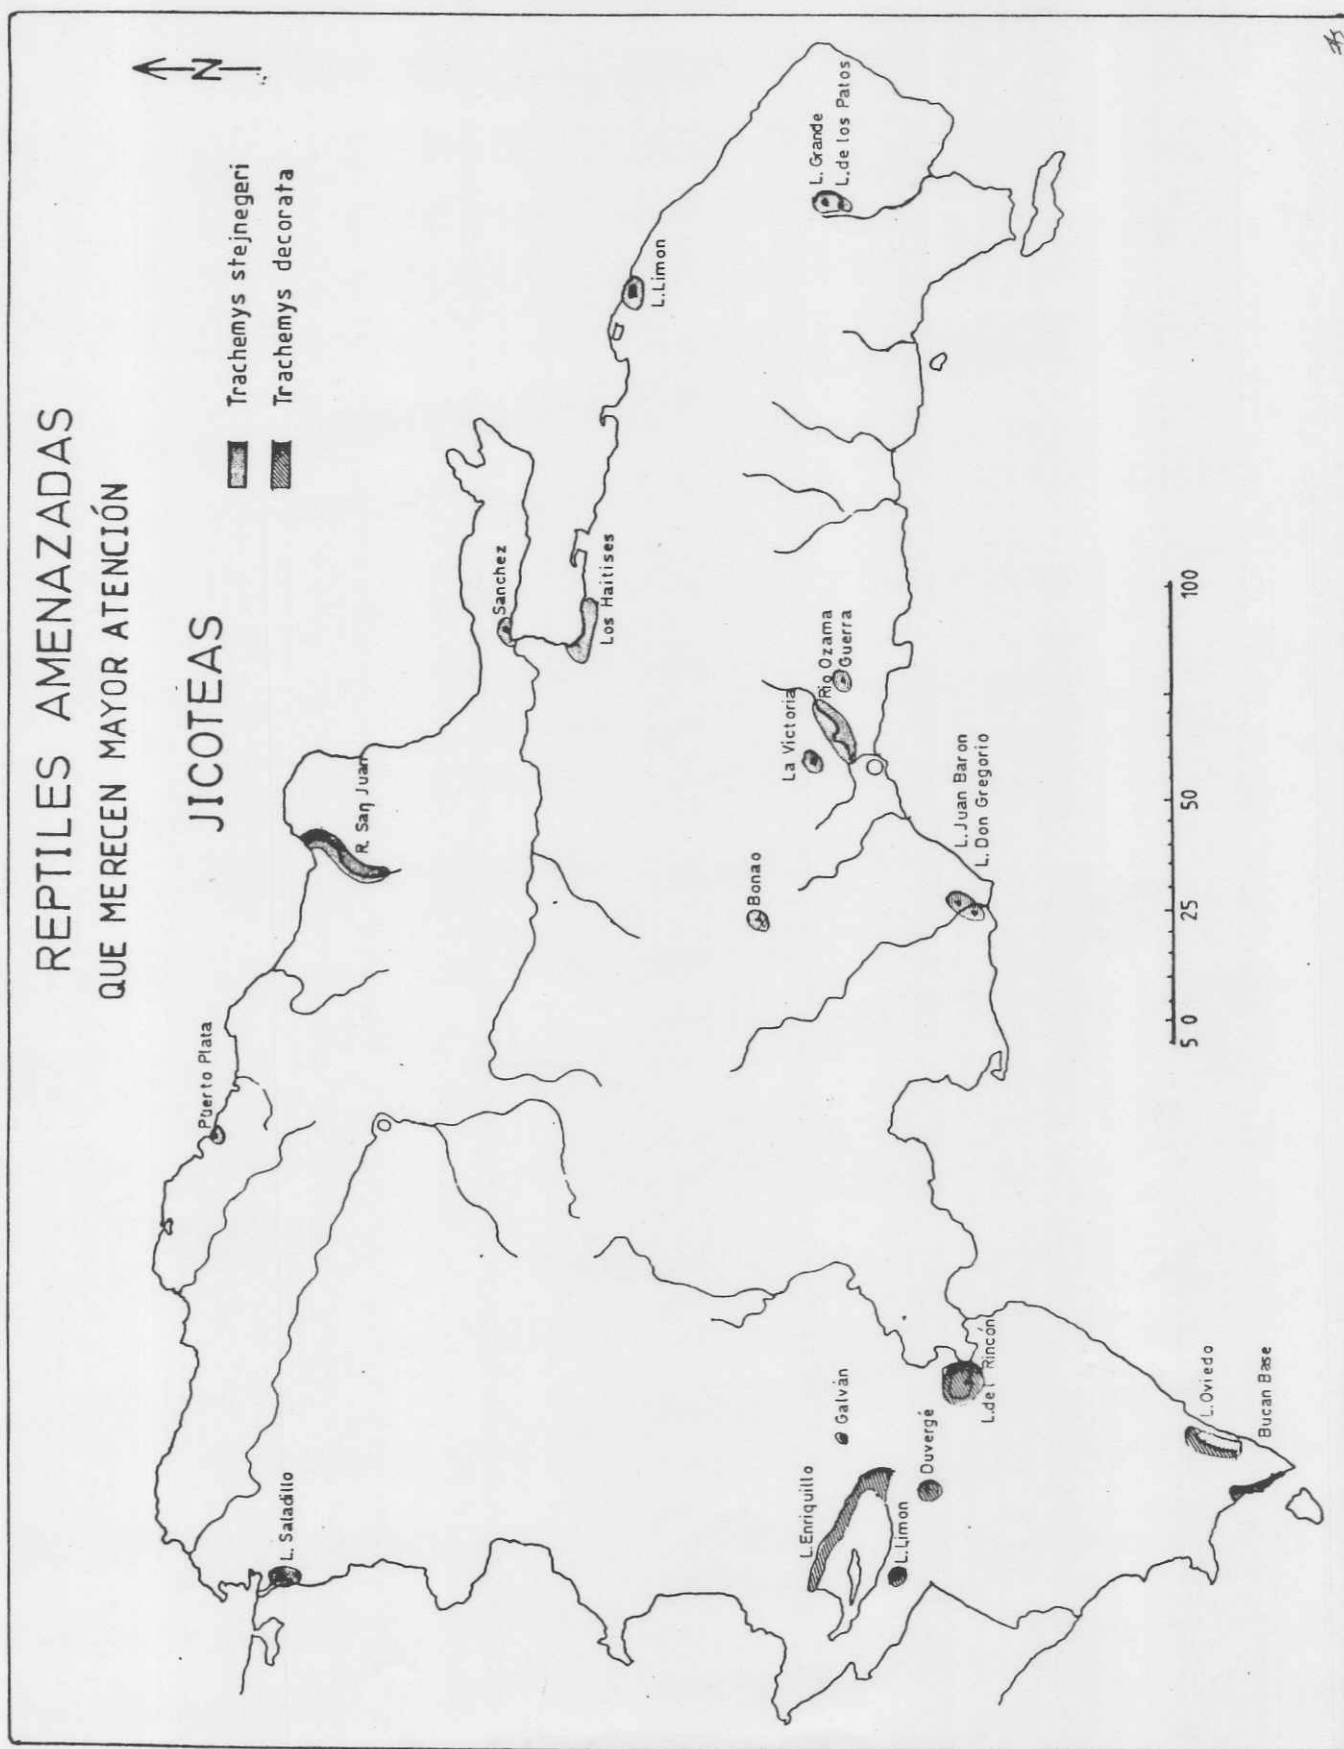 REPTILES AMENAZADAS
QUE MERECEN MAYOR ATENCIÓN
JICOTEAS
N
Trachemys stejnegeri
Trachemys decorata
Puerto Plata
R. San Juan
L. Saladillo
Sanchez
Los Haitises
L.Limon
L. Grande
L.de los Patos
Bonao
La Victoria
Rio Ozama
Guerra
L. Juan Baron
L. Don Gregorio
L.Enriquillo
Galván
L.Limon
Duvergé
L.del Rincón
L.Oviedo
Bucan Base
5 0 25 50 100